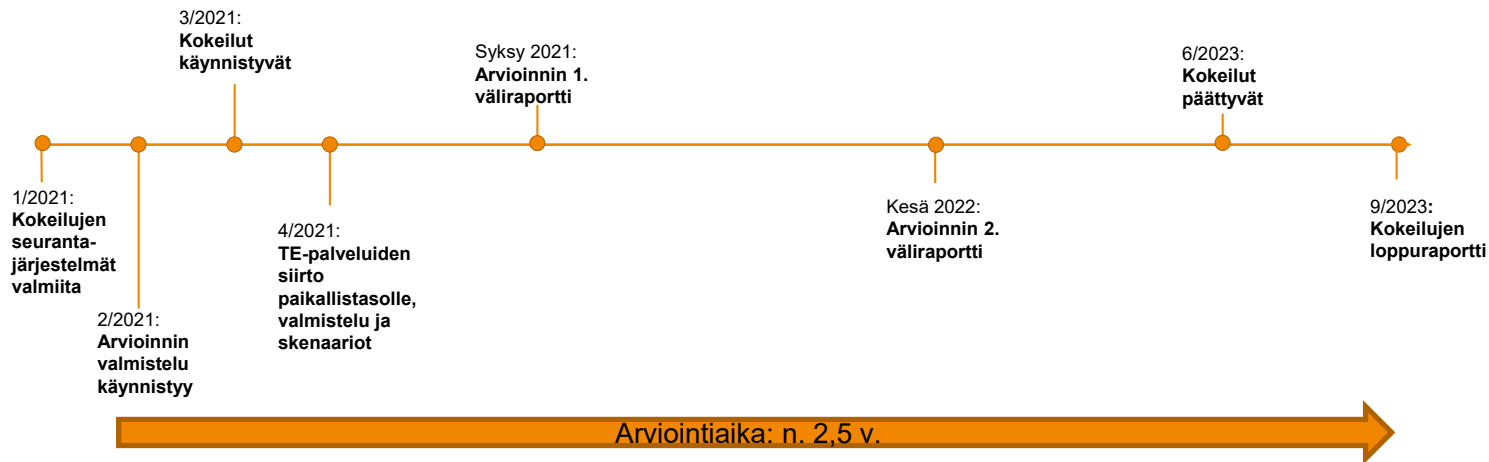 3/2021:
Kokeilut
käynnistyvät
Syksy 2021:
Arvioinnin 1.
väliraportti
6/2023:
Kokeilut
päättyvät
1/2021:
Kokeilujen
seuranta-
järjestelmät
valmiita
2/2021:
Arvioinnin
valmistelu
käynnistyy
4/2021:
TE-palveluiden
siirto
paikallistasolle,
valmistelu ja
skenaariot
Kesä 2022:
Arvioinnin 2.
väliraportti
9/2023:
Kokeilujen
loppuraportti
Arviointiaika: n. 2,5 v.